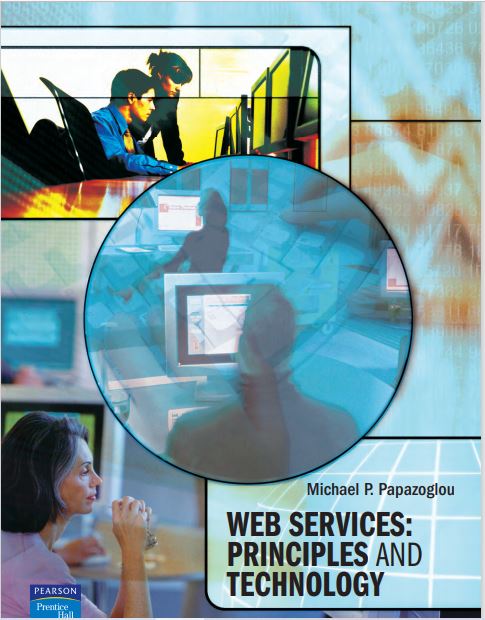 Michael P. Papazoglou
WEB SERVICES:
PRINCIPLES AND
TECHNOLOGY
PEARSON
Prentice
Hall